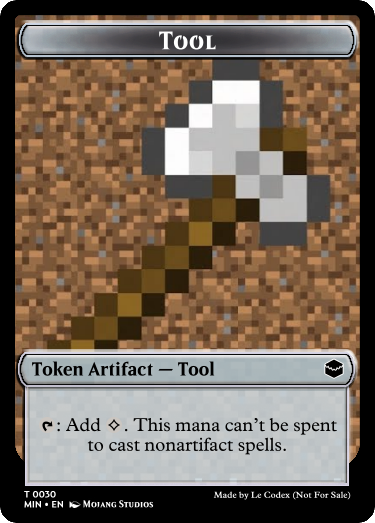 Tool
Token Artifact — Tool
: Add . This mana can't be spent
to cast nonartifact spells.
T 0030
MIN • EN Mojang Studios
Made by Le Codex (Not For Sale)